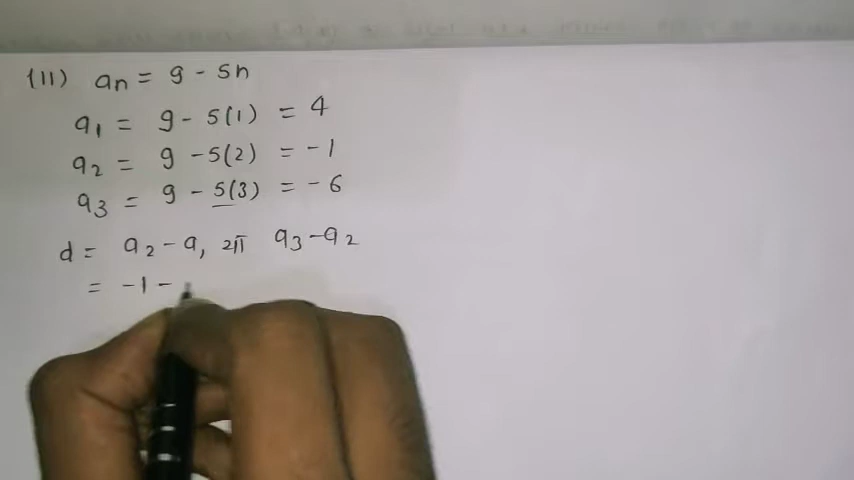 (II) an = 9 - 5n
a1 = 9 - 5(1) = 4
a2 = 9 - 5(2) = -1
a3 = 9 - 5(3) = -6
d = a2 - a1 a3 - a2
= -1 -